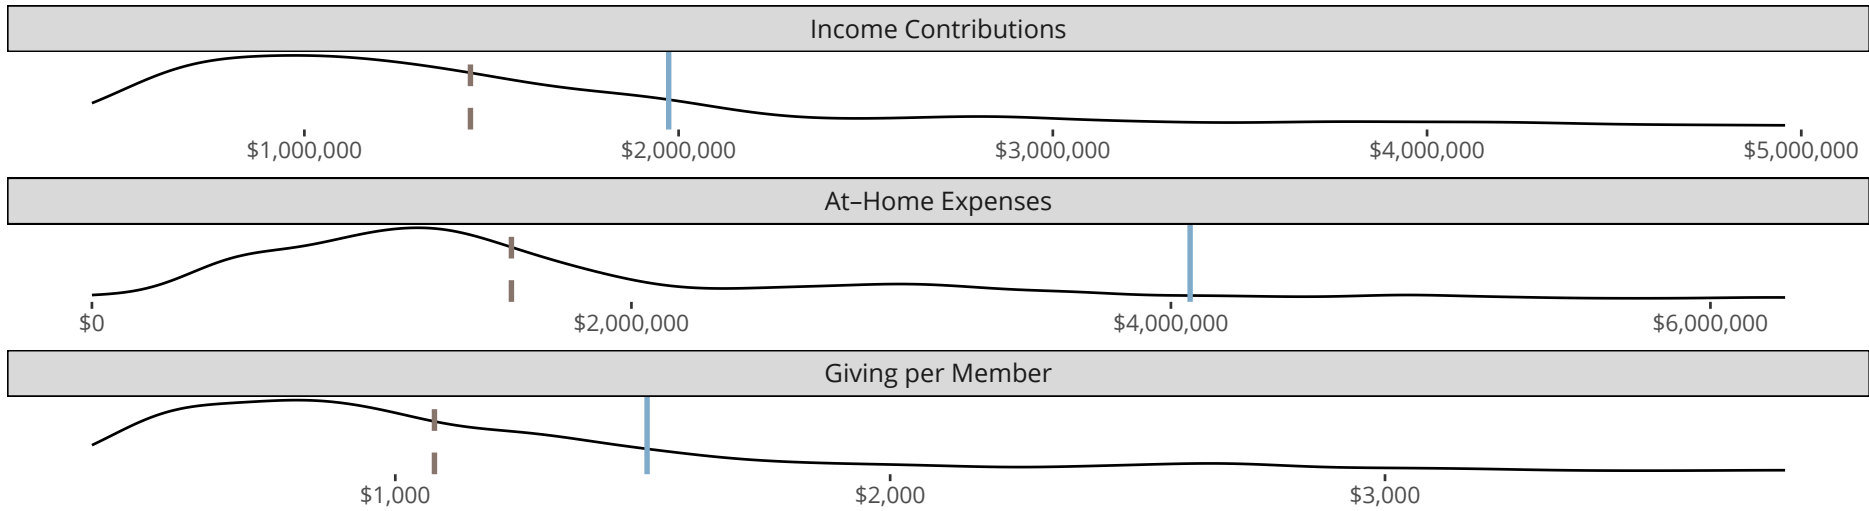 Income Contributions
$1,000,000 $2,000,000 $3,000,000 $4,000,000 $5,000,000
At–Home Expenses
$0 $2,000,000 $4,000,000 $6,000,000
Giving per Member
$1,000 $2,000 $3,000